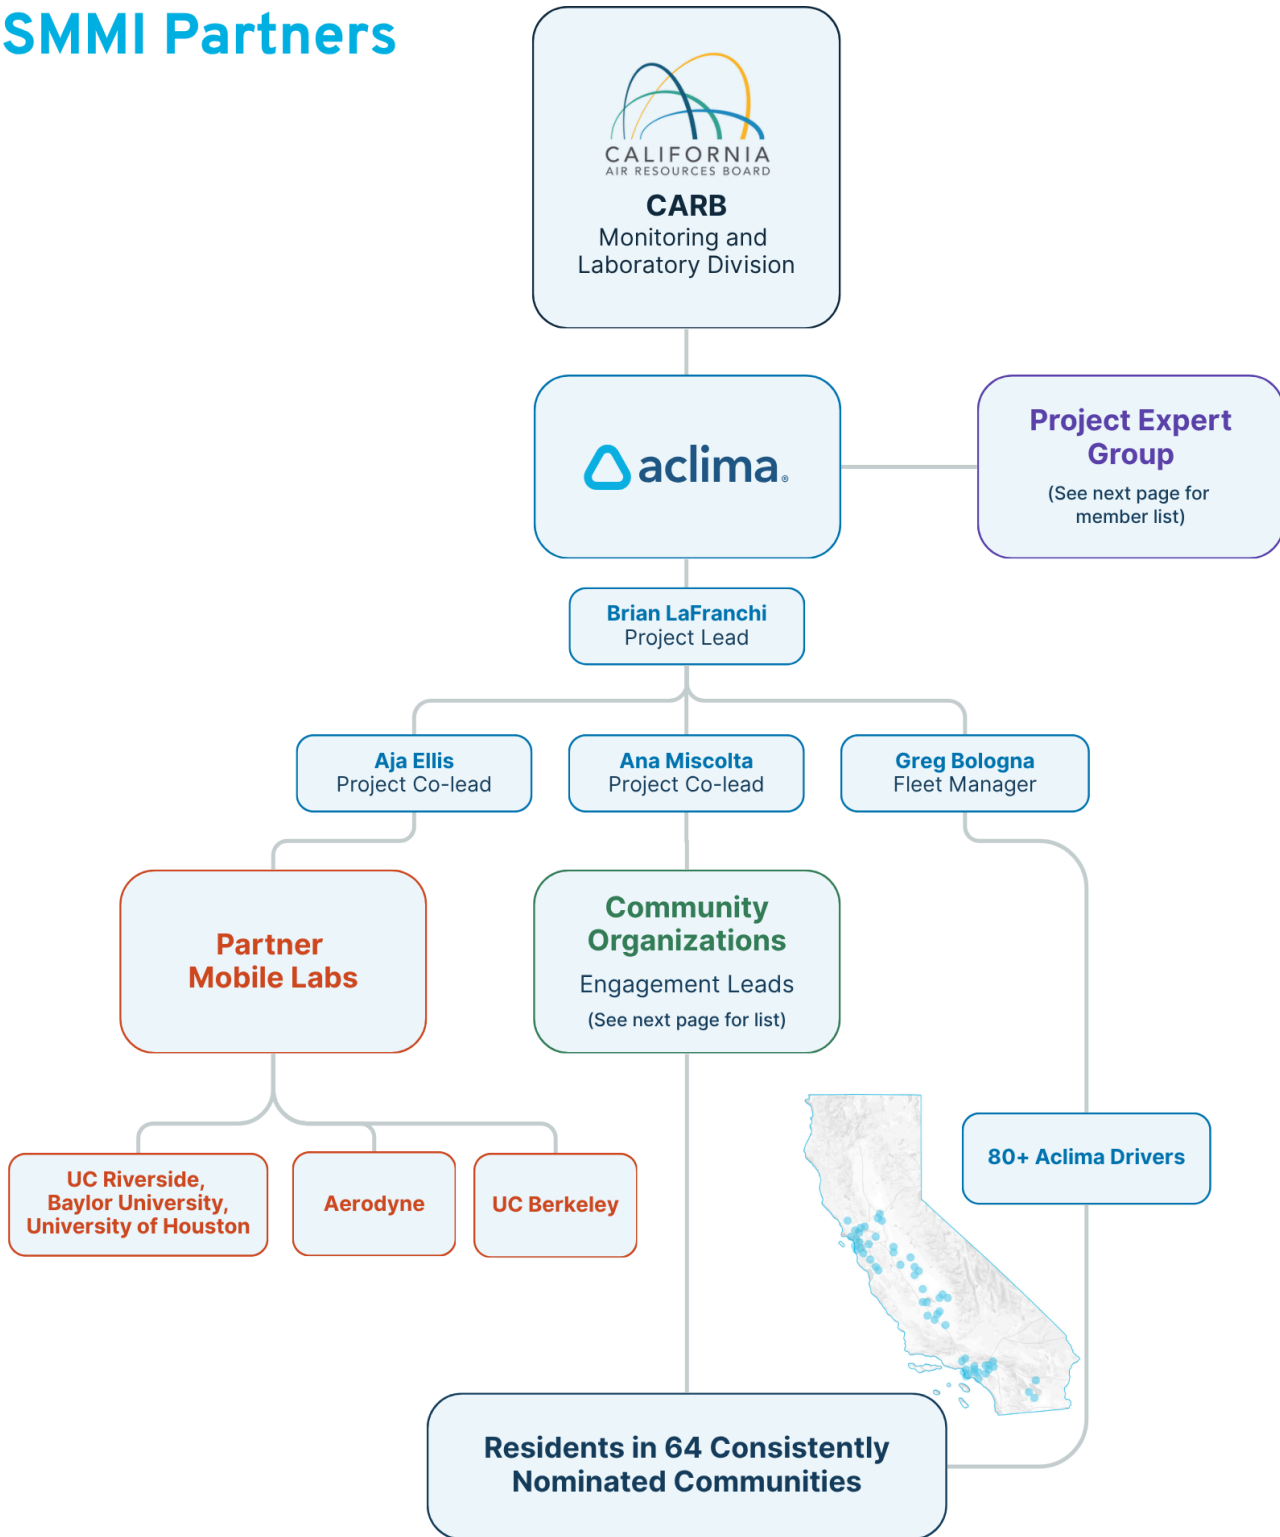 SMMI Partners
CALIFORNIA
AIR RESOURCES BOARD
CARB
Monitoring and
Laboratory Division
aclima®
Project Expert
Group
(See next page for
member list)
Brian LaFranchi
Project Lead
Aja Ellis
Project Co-lead
Ana Miscolta
Project Co-lead
Greg Bologna
Fleet Manager
Partner
Mobile Labs
Community
Organizations
Engagement Leads
(See next page for list)
UC Riverside,
Baylor University,
University of Houston
Aerodyne
UC Berkeley
80+ Aclima Drivers
Residents in 64 Consistently
Nominated Communities